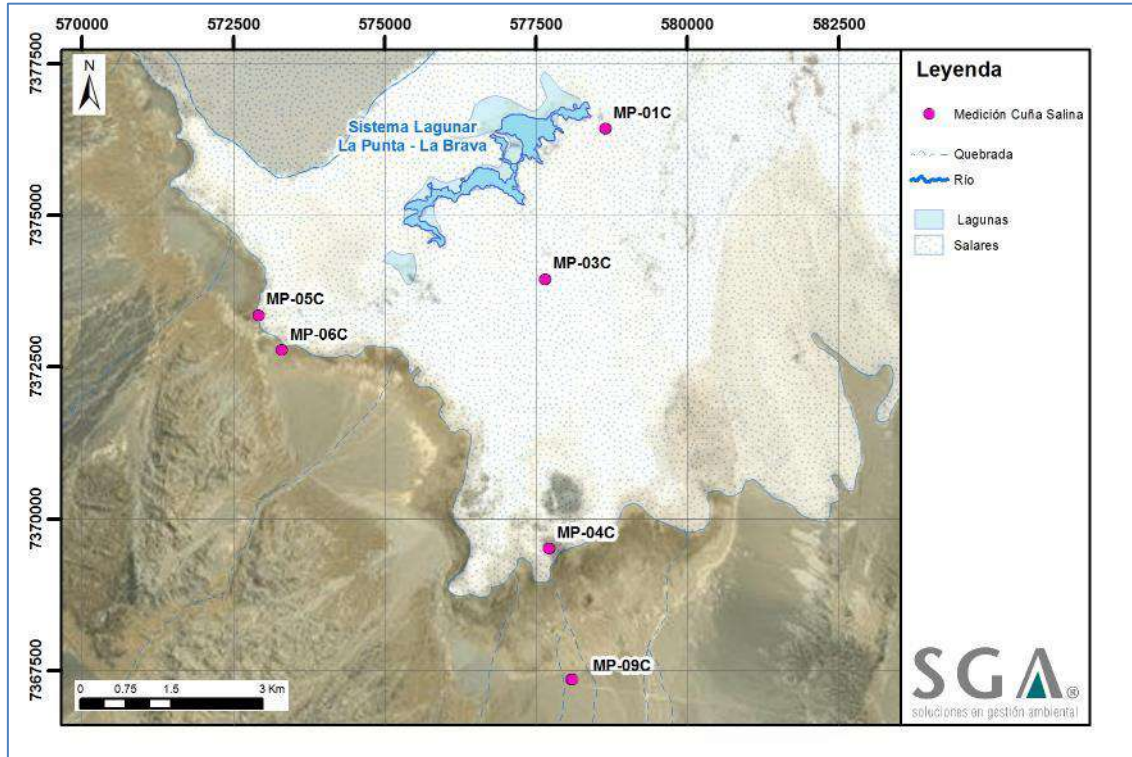 570000 572500 575000 577500 580000 582500
7377500
7375000
7372500
7370000
7367500
N
Sistema Lagunar
La Punta - La Brava
MP-01C
MP-03C
MP-05C
MP-06C
MP-04C
MP-09C
0 0.75 1.5 3 Km
Leyenda
Medición Cuña Salina
Quebrada
Río
Lagunas
Salares
SGA®
soluciones en gestión ambiental